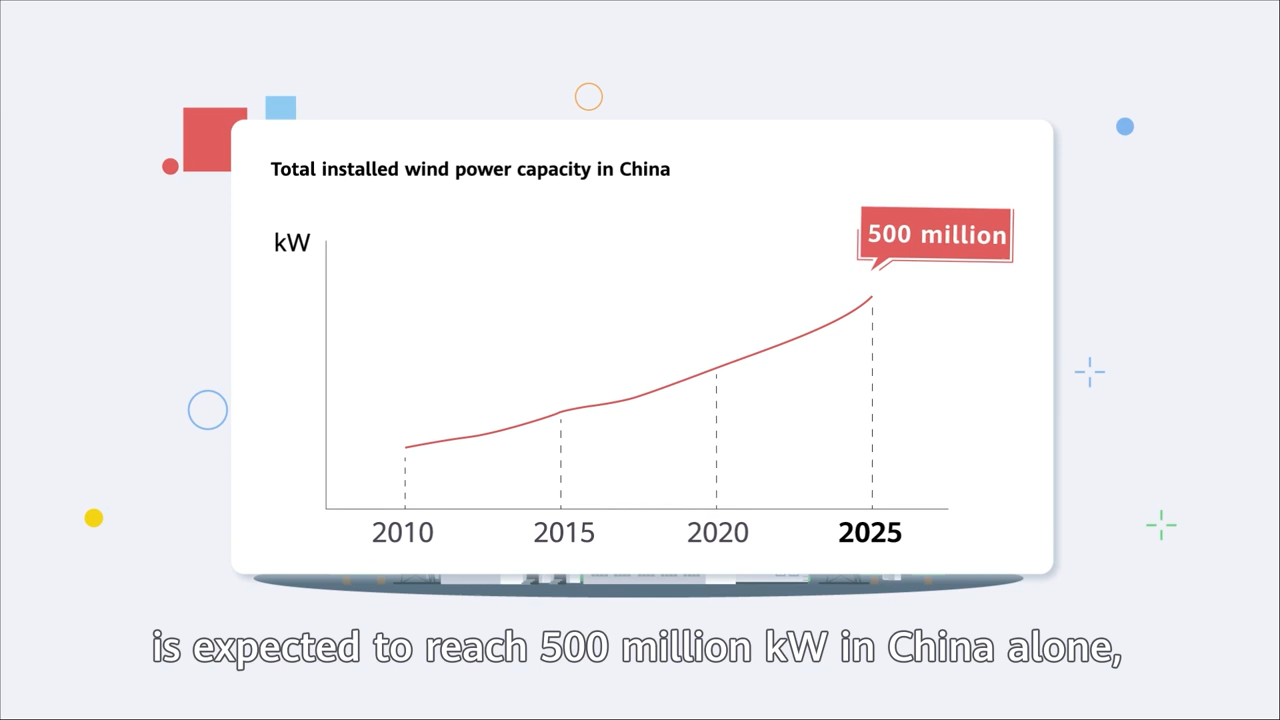 Total installed wind power capacity in China
500 million
kW
2010
2015
2020
2025
is expected to reach 500 million kW in China alone,